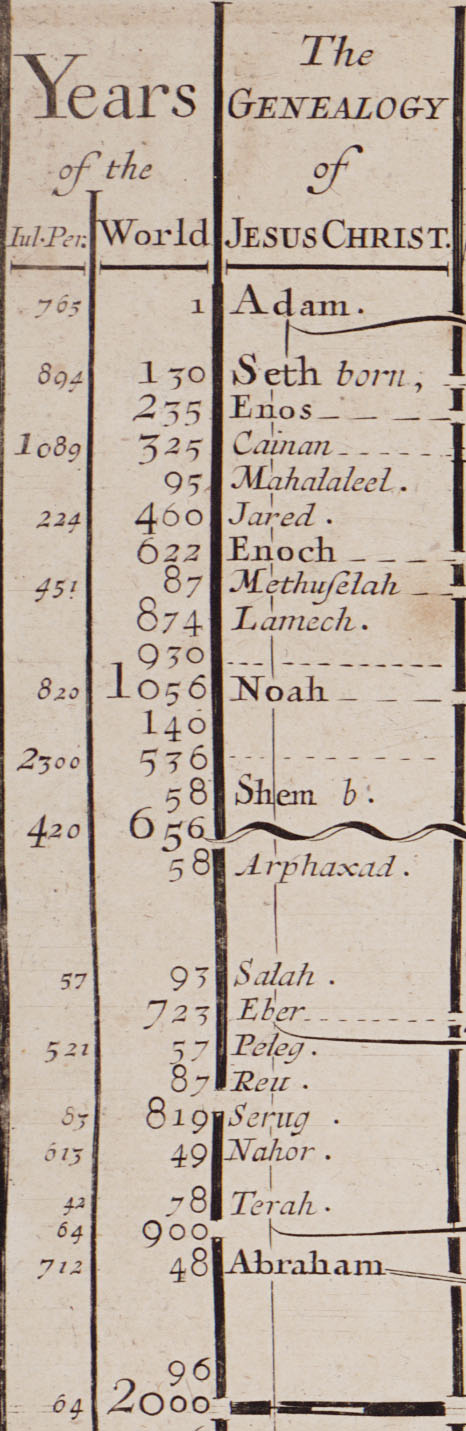 Years
of the
Iul·Per:
World
The
GENEALOGY
of
JESUS CHRIST.
765 1 Adam.
894 130 Seth born,
235 Enos
1089 325 Cainan
95 Mahalaleel.
224 460 Jared.
622 Enoch
451 87 Methuſelah
874 Lamech.
930
820 1056 Noah
140
2300 536
58 Shem b.
420 656
58 Arphaxad.
57 93 Salah.
723 Eber
521 57 Peleg.
87 Reu.
83 819 Serug.
613 49 Nahor.
42 78 Terah.
64 900
712 48 Abraham
96
64 2000